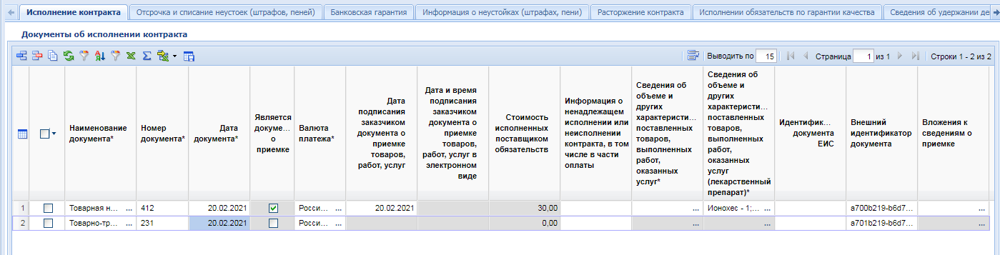 Исполнение контракта Отсрочка и списание неустоек (штрафов, пеней) Банковская гарантия Информация о неустойках (штрафах, пени) Расторжение контракта Исполнении обязательств по гарантии качества Сведения об удержании ден
Документы об исполнении контракта
Выводить по 15 Страница 1 из 1 Строки 1 - 2 из 2
Наименование
документа*
Номер
документа*
Дата
документа*
Является
докуме...
о
приемке
Валюта
платежа*
Дата
подписания
заказчиком
документа о
приемке
товаров,
работ, услуг
Дата и время
подписания
заказчиком
документа о
приемке
товаров,
работ, услуг в
электронном
виде
Стоимость
исполненных
поставщиком
обязательств
Информация о
ненадлежащем
исполнении или
неисполнении
контракта, в том
числе в части
оплаты
Сведения об
объеме и
других
характеристи...
поставленных
товаров,
выполненных
работ,
оказанных
услуг*
Сведения об
объеме и
других
характеристи...
поставленных
товаров,
выполненных
работ,
оказанных
услуг
(лекарственный
препарат)*
Идентифик...
документа
ЕИС
Внешний
идентификатор
документа
Вложения к
сведениям о
приемке
1 Товарная н... ... 412 20.02.2021 Росси... ... 20.02.2021 30,00 ... Ионохес - 1;... ... a700b219-b6d7... ...
2 Товарно-тр... ... 231 20.02.2021 Росси... ... 0,00 ... ... a701b219-b6d7... ...